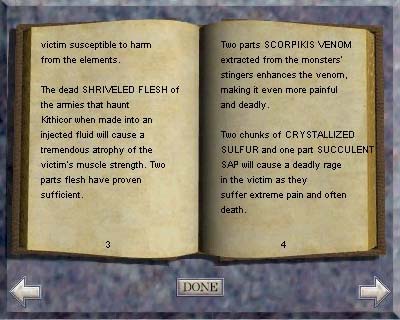 victim susceptible to harm
from the elements.
The dead SHRIVELED FLESH of
the armies that haunt
Kithicor when made into an
injected fluid will cause a
tremendous atrophy of the
victim's muscle strength. Two
parts flesh have proven
sufficient.
3
Two parts SCORPIKIS VENOM
extracted from the monsters'
stingers enhances the venom,
making it even more painful
and deadly.
Two chunks of CRYSTALLIZED
SULFUR and one part SUCCULENT
SAP will cause a deadly rage
in the victim as they
suffer extreme pain and often
death.
4
DONE